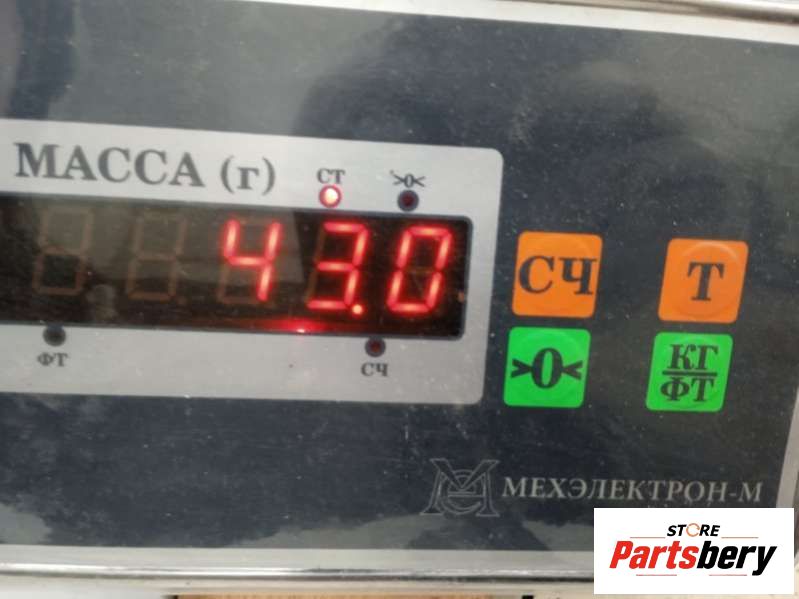 МАССА (г)
СТ
>0<
43.0
ФТ
СЧ
СЧ
Т
>0<
КГ
ФТ
МЕХЭЛЕКТРОН-М
STORE
Partsbery